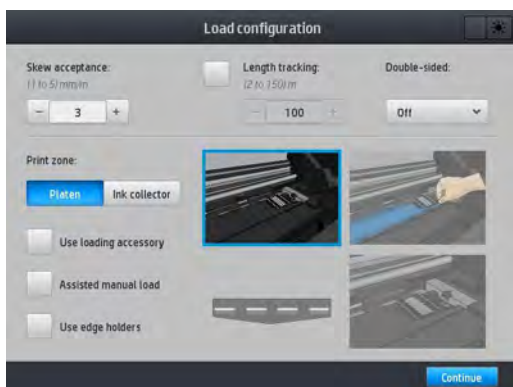 Load configuration
Skew acceptance:
(1 to 5) mm/m
− 3 +
Length tracking:
(2 to 150) m
− 100 +
Double-sided:
Off
Print zone:
Platen Ink collector
Use loading accessory
Assisted manual load
Use edge holders
Continue